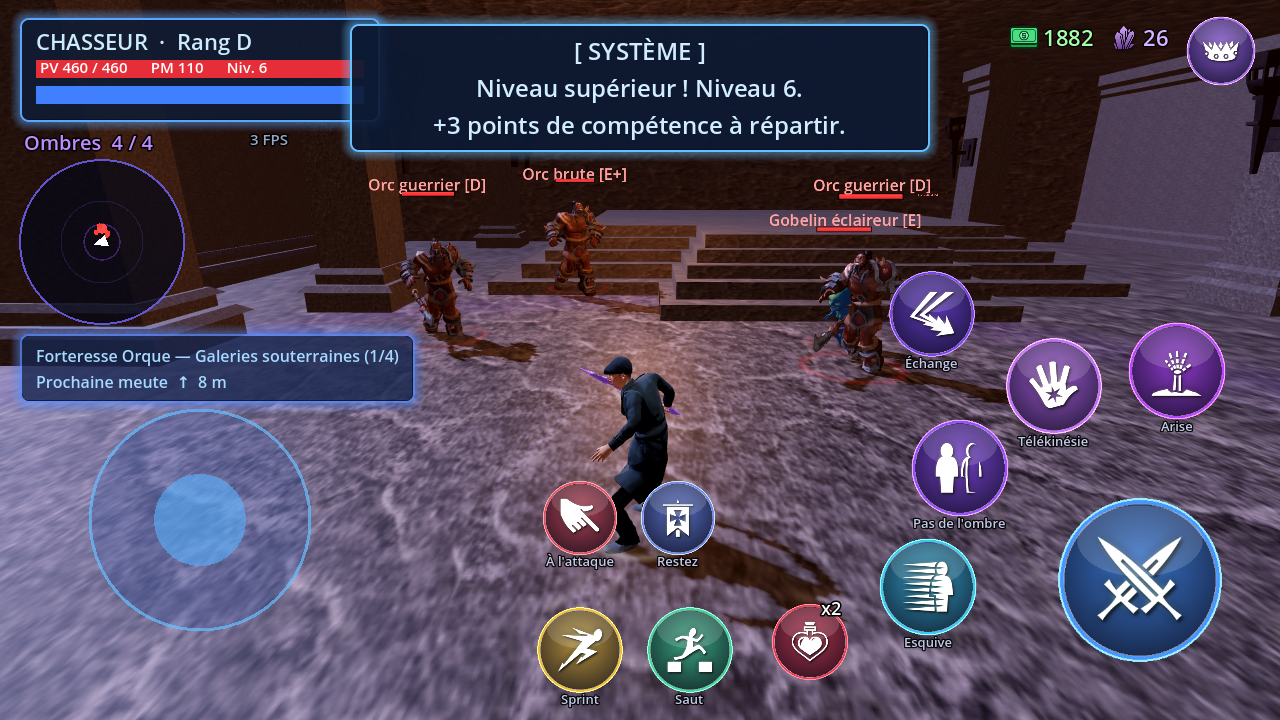 CHASSEUR · Rang D
PV 460 / 460 PM 110 Niv. 6
[ SYSTÈME ]
Niveau supérieur ! Niveau 6.
+3 points de compétence à répartir.
1882
26
Ombres 4 / 4
3 FPS
Orc guerrier [D]
Orc brute [E+]
Orc guerrier [D]
Gobelin éclaireur [E]
Forteresse Orque — Galeries souterraines (1/4)
Prochaine meute ↑ 8 m
Échange
Télékinésie
Arise
Pas de l'ombre
À l'attaque
Restez
x2
Esquive
Sprint
Saut